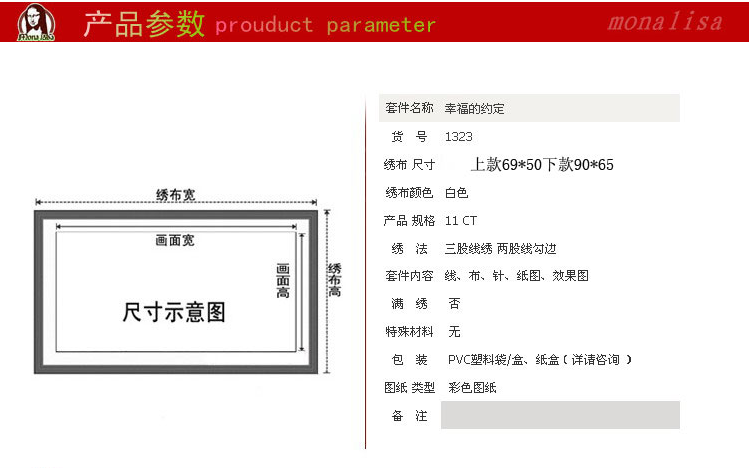 Mona lisa
产品参数 prouduct parameter
monalisa
绣布宽
画面宽
画面高
绣布高
尺寸示意图
套件名称 幸福的约定
货 号 1323
绣布 尺寸 上款69*50下款90*65
绣布颜色 白色
产品 规格 11 CT
绣 法 三股线绣 两股线勾边
套件内容 线、布、针、纸图、效果图
满 绣 否
特殊材料 无
包 装 PVC塑料袋/盒、纸盒 ( 详请咨询 )
图纸 类型 彩色图纸
备 注